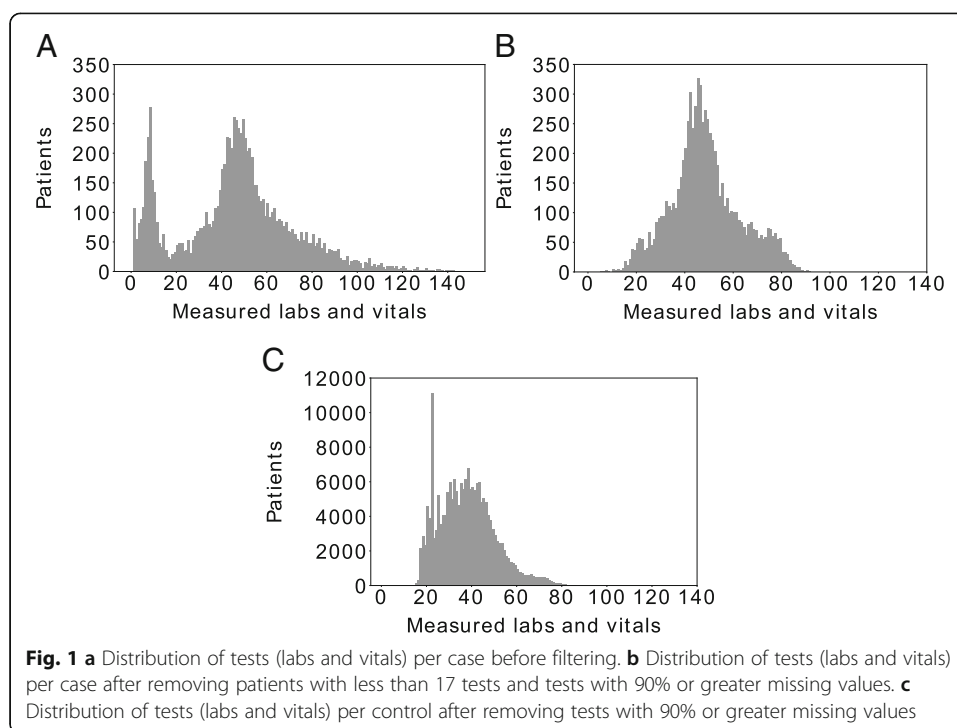 A
350
300
250
200
150
100
50
0
Patients
0 20 40 60 80 100 120 140
Measured labs and vitals
B
350
300
250
200
150
100
50
0
Patients
0 20 40 60 80 100 120 140
Measured labs and vitals
C
12000
10000
8000
6000
4000
2000
0
Patients
0 20 40 60 80 100 120 140
Measured labs and vitals
Fig. 1 a Distribution of tests (labs and vitals) per case before filtering. b Distribution of tests (labs and vitals)
per case after removing patients with less than 17 tests and tests with 90% or greater missing values. c
Distribution of tests (labs and vitals) per control after removing tests with 90% or greater missing values